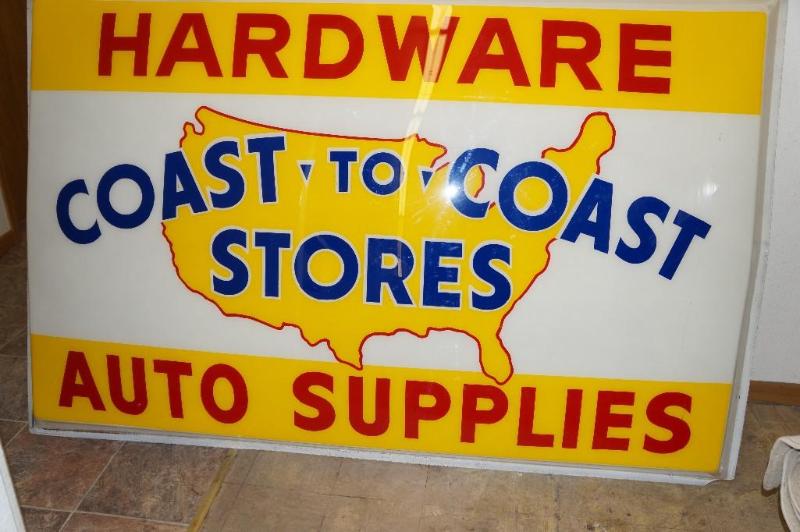 HARDWARE
COAST TO COAST
STORES
AUTO SUPPLIES